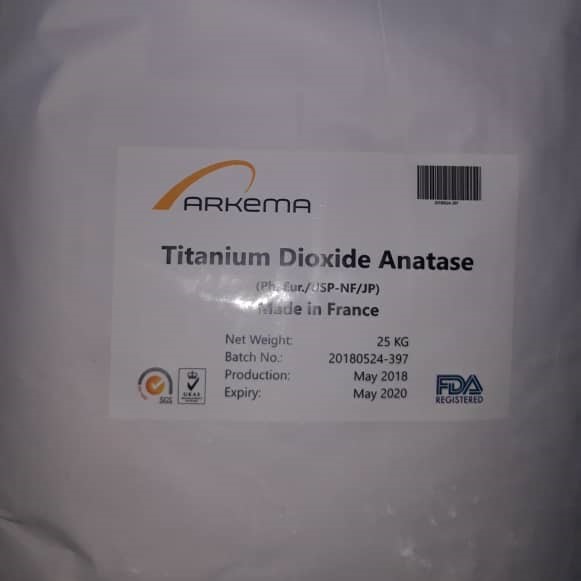 ARKEMA
Titanium Dioxide Anatase
(Ph. Eur./USP-NF/JP)
Made in France
Net Weight: 25 KG
Batch No.: 20180524-397
Production: May 2018
Expiry: May 2020
SGS
UKAS
FDA
REGISTERED